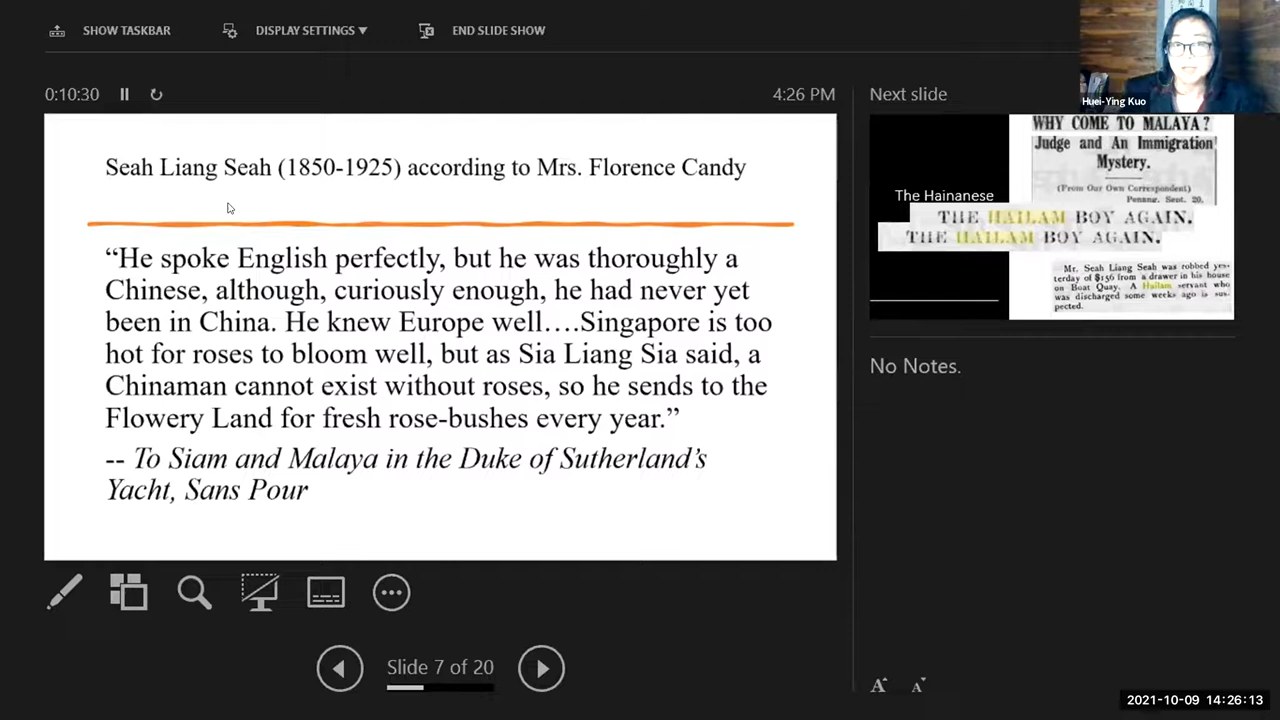 SHOW TASKBAR
DISPLAY SETTINGS
END SLIDE SHOW
Huei-Ying Kuo
0:10:30
4:26 PM
Seah Liang Seah (1850-1925) according to Mrs. Florence Candy
“He spoke English perfectly, but he was thoroughly a
Chinese, although, curiously enough, he had never yet
been in China. He knew Europe well….Singapore is too
hot for roses to bloom well, but as Sia Liang Sia said, a
Chinaman cannot exist without roses, so he sends to the
Flowery Land for fresh rose-bushes every year.”
-- To Siam and Malaya in the Duke of Sutherland’s
Yacht, Sans Pour
Slide 7 of 20
Next slide
The Hainanese
WHY COME TO MALAYA?
Judge and An Immigration
Mystery.
(From Our Own Correspondent)
Penang, Sept. 20,
THE HAILAM BOY AGAIN.
THE HAILAM BOY AGAIN.
Mr. Seah Liang Seah was robbed yes-
terday of $156 from a drawer in his house
on Boat Quay. A Hailam servant who
was discharged some weeks ago is sus-
pected.
No Notes.
A A
2021-10-09 14:26:13